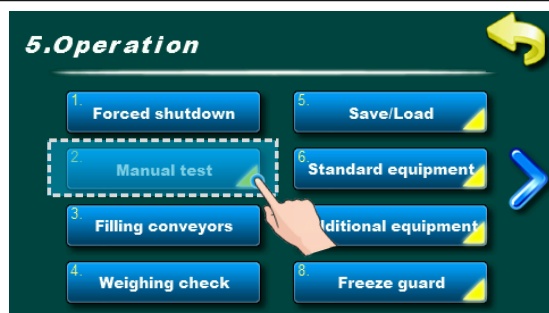 5.Operation
1. Forced shutdown
2. Manual test
3. Filling conveyors
4. Weighing check
5. Save/Load
6. Standard equipment
ditional equipment
8. Freeze guard